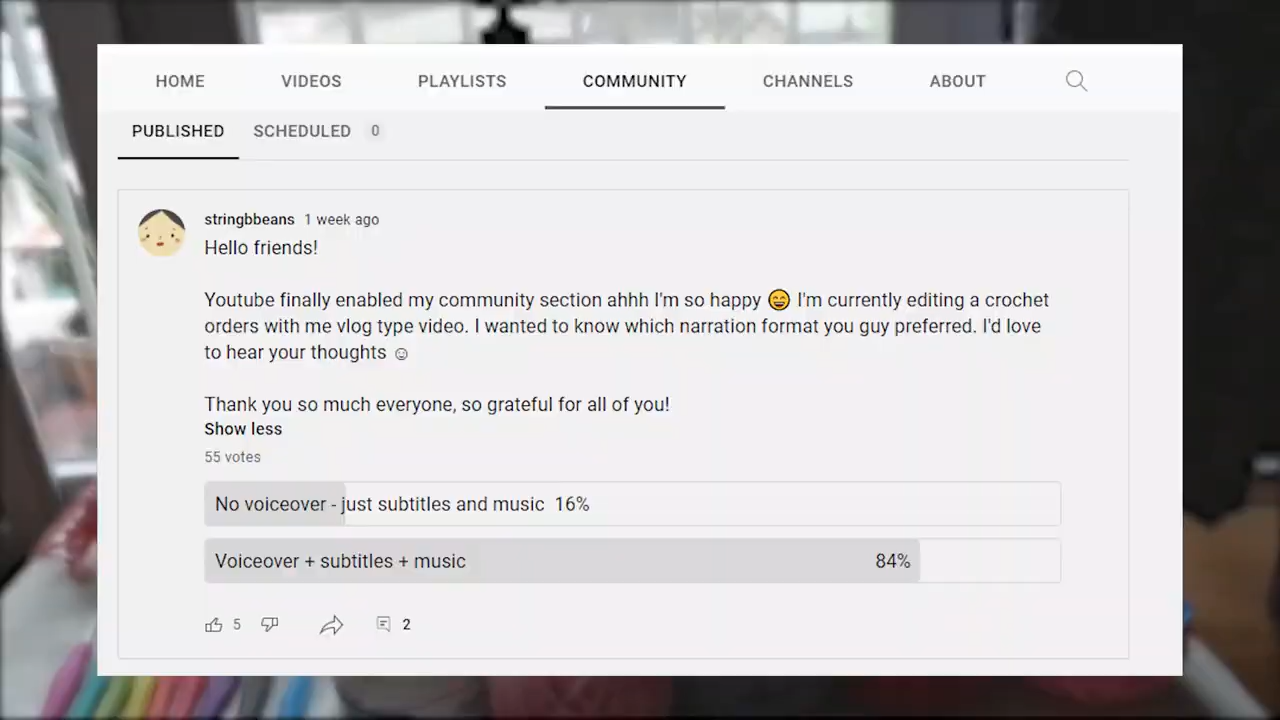 HOME VIDEOS PLAYLISTS COMMUNITY CHANNELS ABOUT
PUBLISHED SCHEDULED 0
stringbbeans 1 week ago
Hello friends!
Youtube finally enabled my community section ahhh I'm so happy 😄 I'm currently editing a crochet
orders with me vlog type video. I wanted to know which narration format you guy preferred. I'd love
to hear your thoughts ☺
Thank you so much everyone, so grateful for all of you!
Show less
55 votes
No voiceover - just subtitles and music 16%
Voiceover + subtitles + music 84%
5 2